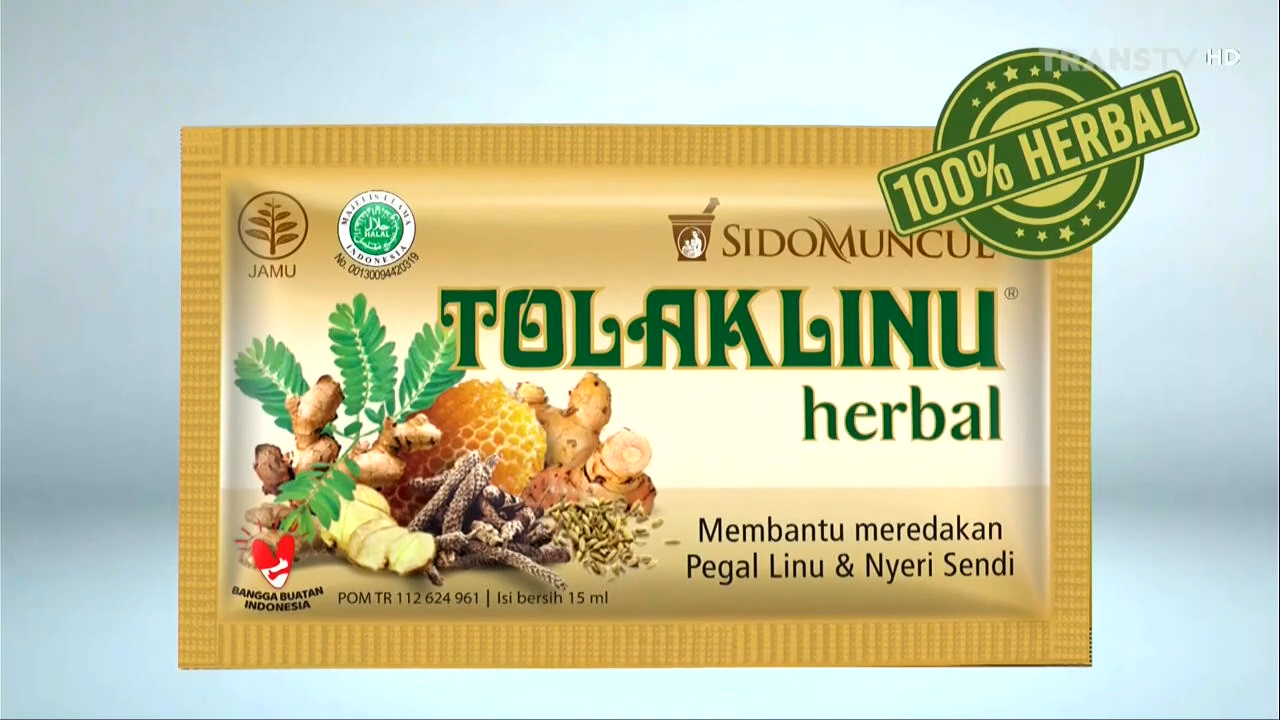 TRANSTV HD
100% HERBAL
JAMU
MAJELIS ULAMA
HALAL
INDONESIA
No. 00130094420319
SIDOMUNCUL
TOLAKLINU®
herbal
Membantu meredakan
Pegal Linu & Nyeri Sendi
BANGGA BUATAN
INDONESIA
POM TR 112 624 961 | Isi bersih 15 ml